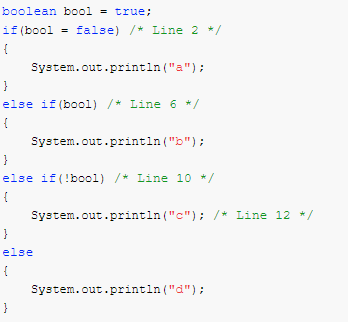 boolean bool = true;
if(bool = false) /* Line 2 */
{
    System.out.println("a");
}
else if(bool) /* Line 6 */
{
    System.out.println("b");
}
else if(!bool) /* Line 10 */
{
    System.out.println("c"); /* Line 12 */
}
else
{
    System.out.println("d");
}